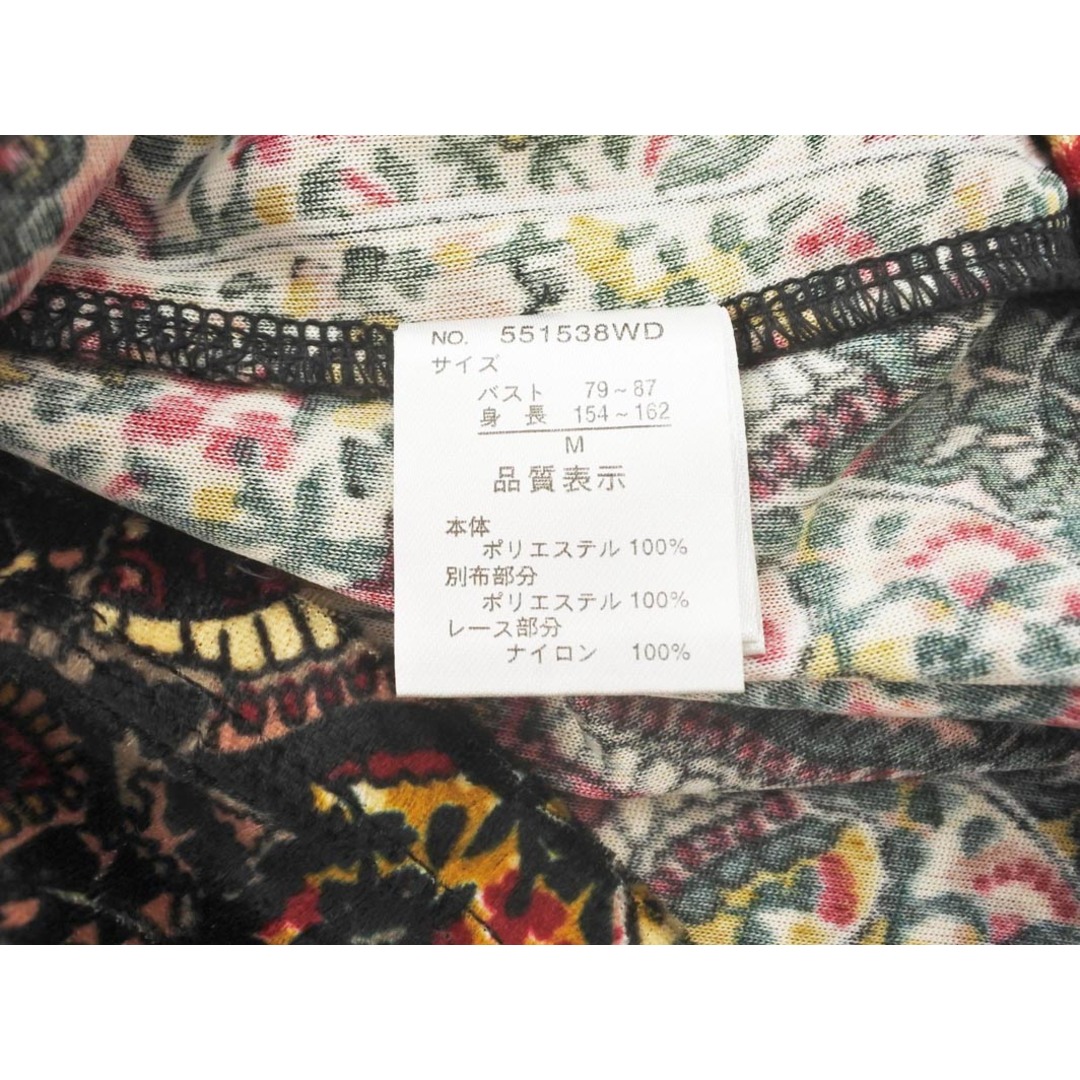 NO. 551538WD
サイズ
バスト 79~87
身長 154~162
M
品質表示
本体
ポリエステル 100%
別布部分
ポリエステル 100%
レース部分
ナイロン 100%